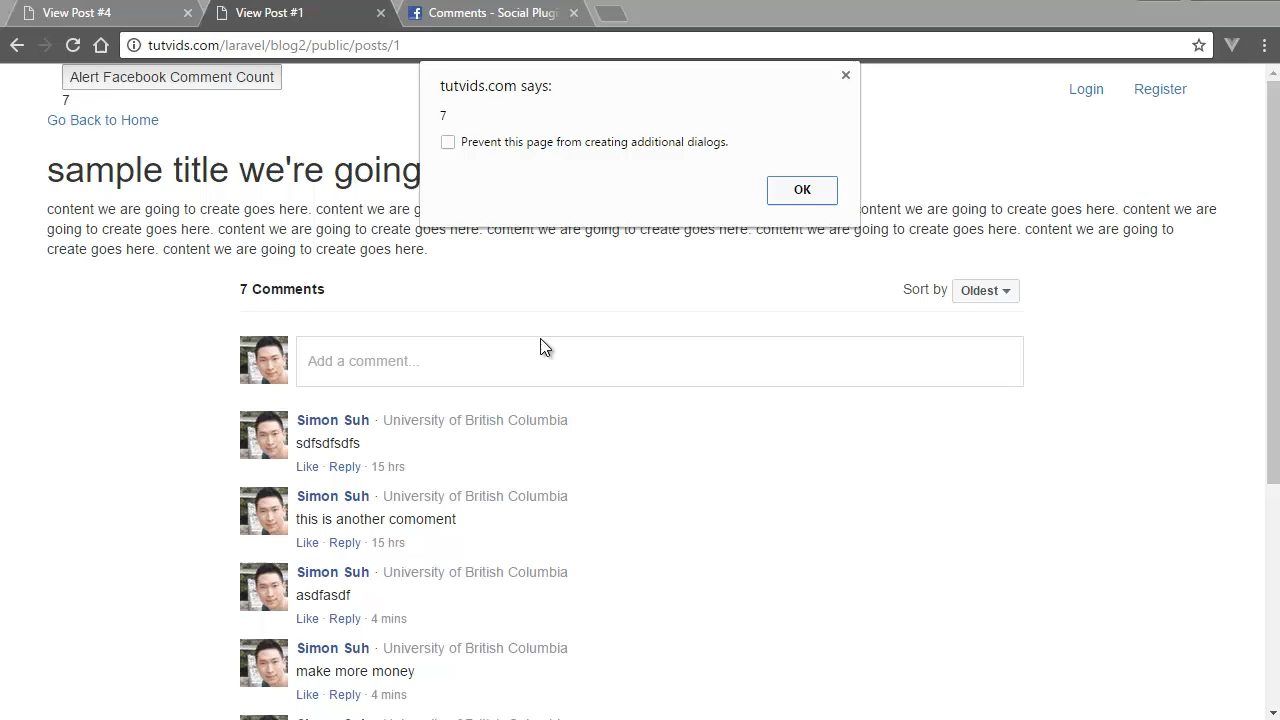 View Post #4
View Post #1
Comments - Social Plugi
tutvids.com/laravel/blog2/public/posts/1
Alert Facebook Comment Count
7
Go Back to Home
Login
Register
tutvids.com says:
7
Prevent this page from creating additional dialogs.
OK
sample title we're going
content we are going to create goes here. content we are g
ontent we are going to create goes here. content we are going
to create goes here. content we are going to create goes here. content we are going to create goes here. content we are going to create goes here. content we are going to
create goes here. content we are going to create goes here.
7 Comments
Sort by Oldest
Add a comment...
Simon Suh · University of British Columbia
sdfsdfsdfs
Like · Reply · 15 hrs
Simon Suh · University of British Columbia
this is another comoment
Like · Reply · 15 hrs
Simon Suh · University of British Columbia
asdfasdf
Like · Reply · 4 mins
Simon Suh · University of British Columbia
make more money
Like · Reply · 4 mins